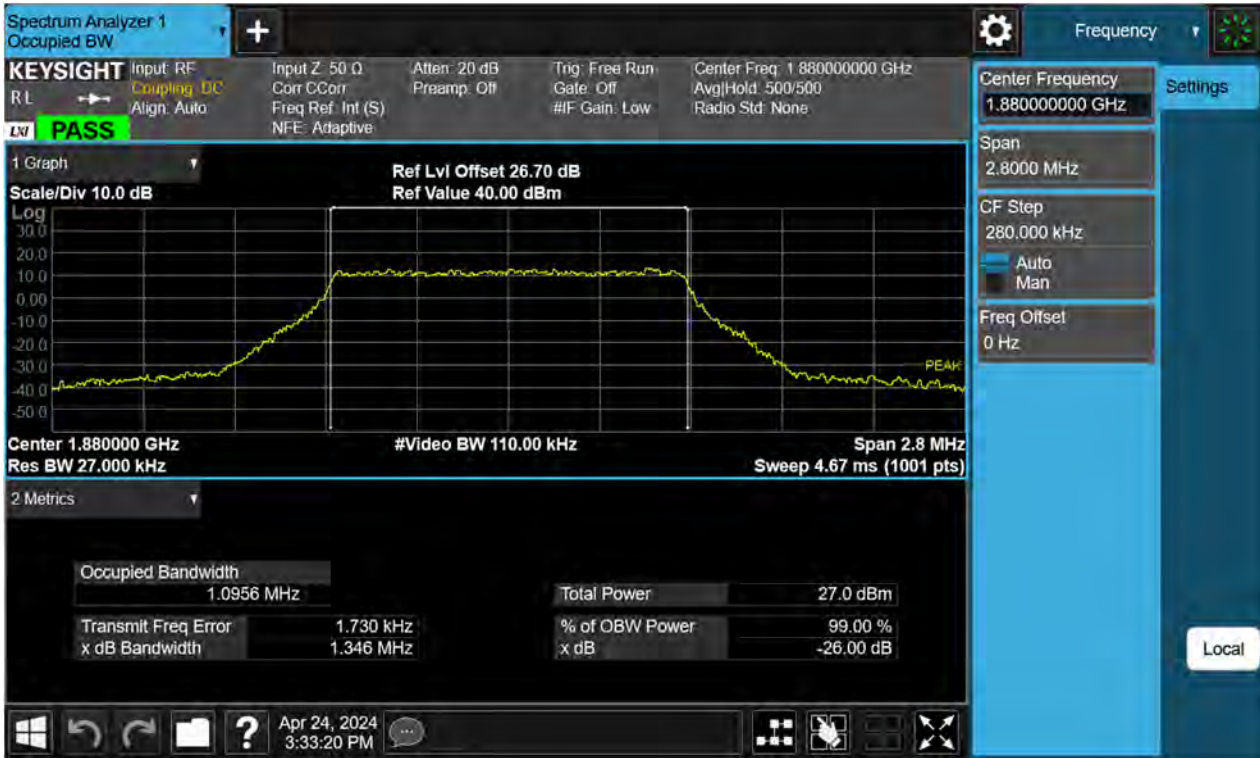 Spectrum Analyzer 1
Occupied BW
+
Frequency
KEYSIGHT
Input: RF
Coupling: DC
Align: Auto
Input Z: 50 Ω
Corr CCorr
Freq Ref: Int (S)
NFE: Adaptive
Atten: 20 dB
Preamp: Off
Trig: Free Run
Gate: Off
#IF Gain: Low
Center Freq: 1.880000000 GHz
Avg|Hold: 500/500
Radio Std: None
R L
LXI
PASS
Center Frequency
1.880000000 GHz
Settings
Span
2.8000 MHz
CF Step
280.000 kHz
Auto
Man
Freq Offset
0 Hz
1 Graph
Ref Lvl Offset 26.70 dB
Scale/Div 10.0 dB
Ref Value 40.00 dBm
Log
30.0
20.0
10.0
0.00
-10.0
-20.0
-30.0
-40.0
-50.0
PEAK
Center 1.880000 GHz
#Video BW 110.00 kHz
Span 2.8 MHz
Res BW 27.000 kHz
Sweep 4.67 ms (1001 pts)
2 Metrics
Occupied Bandwidth
1.0956 MHz
Total Power 27.0 dBm
Transmit Freq Error 1.730 kHz
% of OBW Power 99.00 %
x dB Bandwidth 1.346 MHz
x dB -26.00 dB
Local
?
Apr 24, 2024
3:33:20 PM